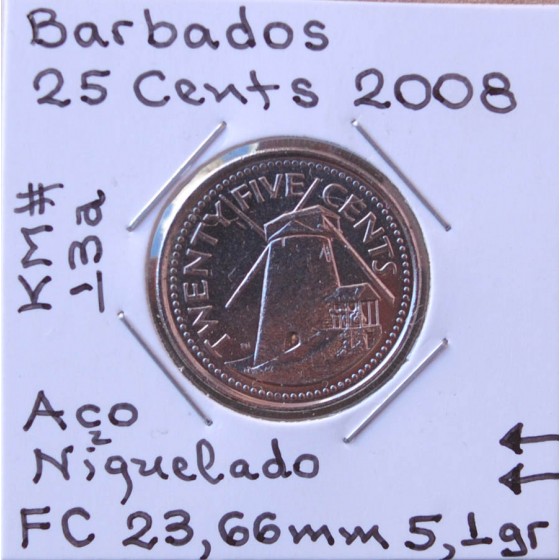 Barbados
25 Cents 2008
KM#
13a
TWENTY FIVE CENTS
Aço
Niquelado
FC 23,66mm 5,1gr